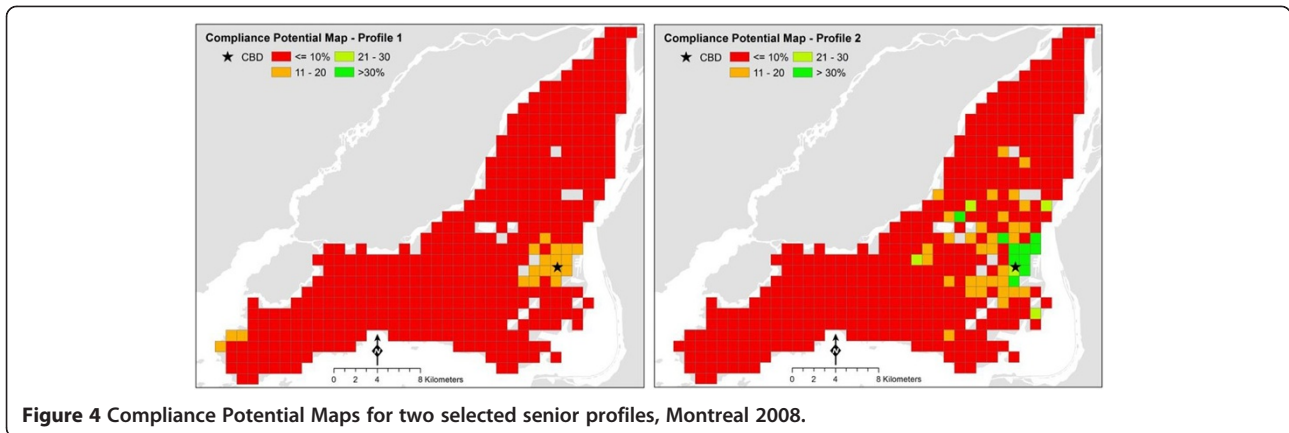 Compliance Potential Map - Profile 1
★ CBD <= 10% 21 - 30
11 - 20 >30%
N
0 2 4 8 Kilometers
Compliance Potential Map - Profile 2
★ CBD <= 10% 21 - 30
11 - 20 > 30%
N
0 2 4 8 Kilometers
Figure 4 Compliance Potential Maps for two selected senior profiles, Montreal 2008.